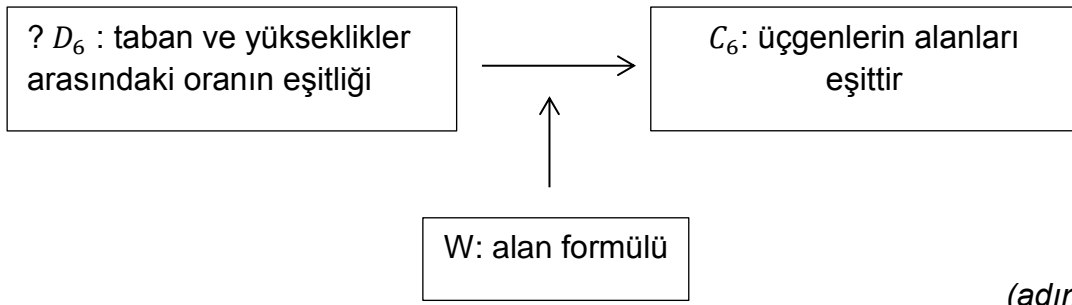 ? D₆ : taban ve yükseklikler
arasındaki oranın eşitliği
C₆: üçgenlerin alanları
eşittir
W: alan formülü
(adır